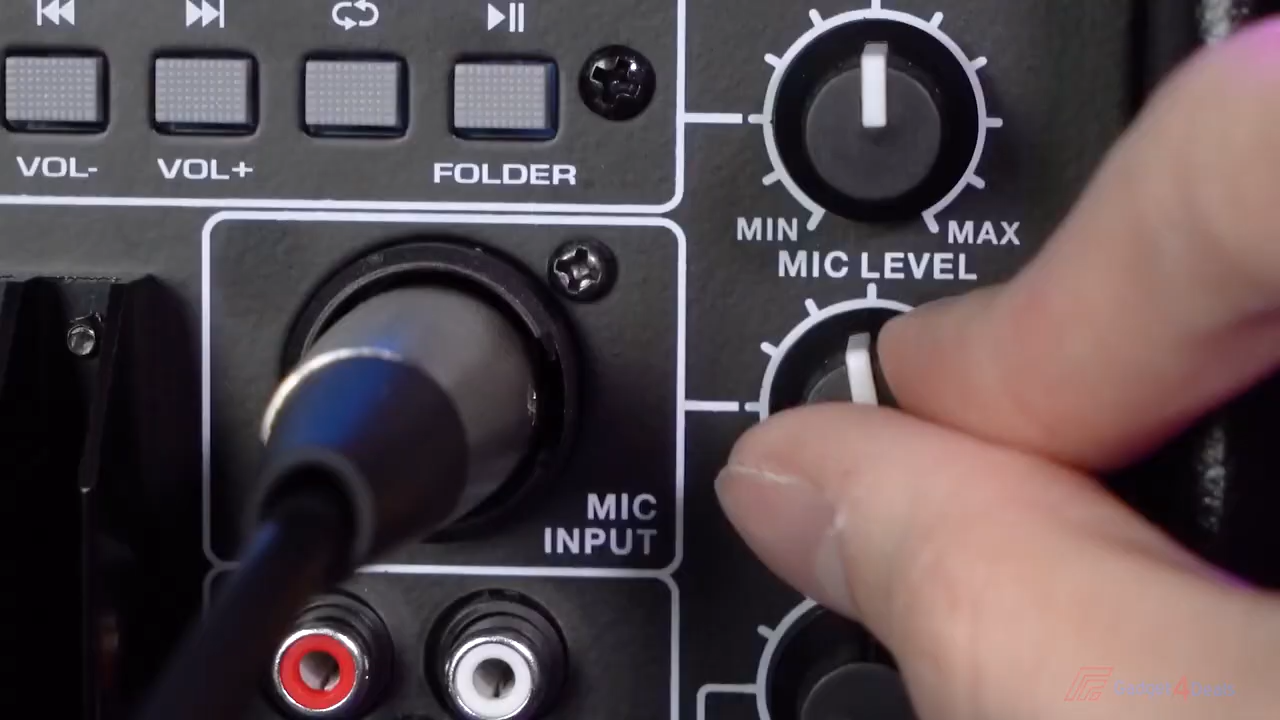 VOL-
VOL+
FOLDER
MIN
MAX
MIC LEVEL
MIC
INPUT